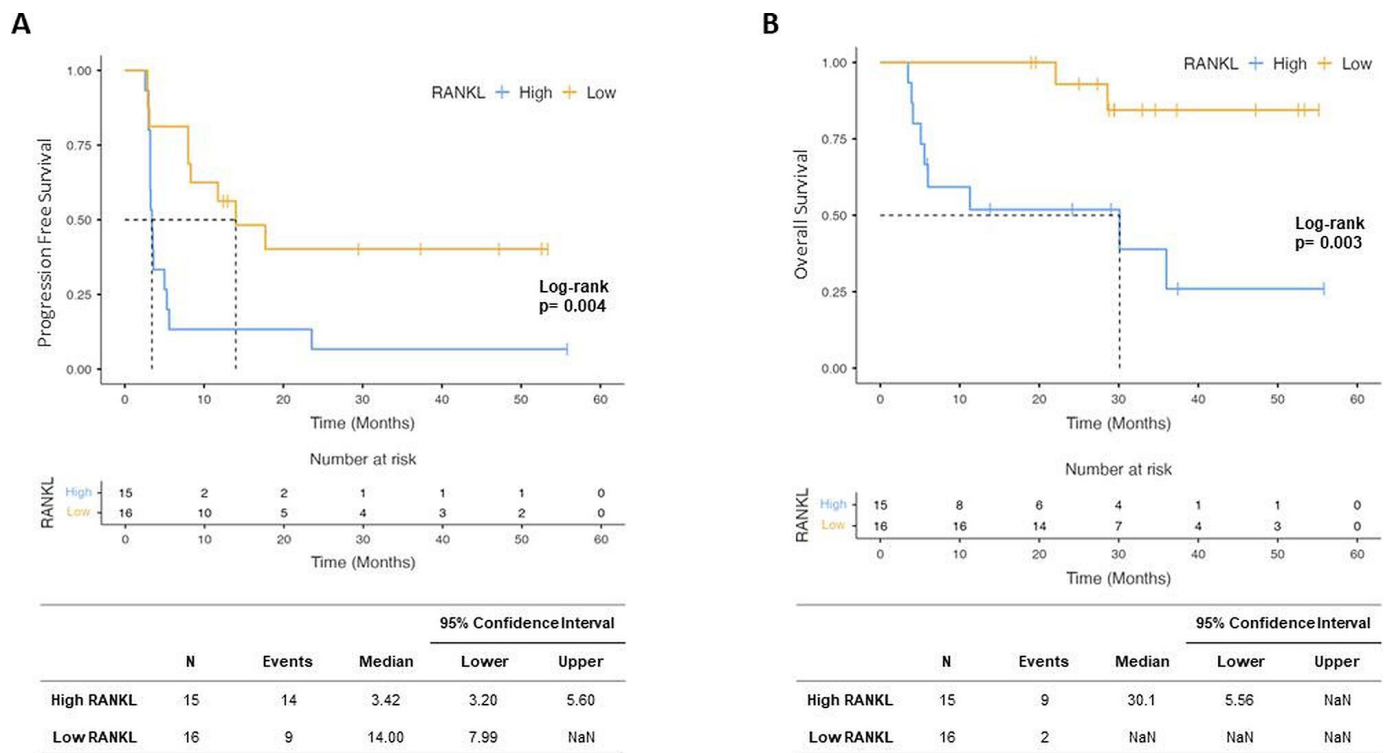 A
Progression Free Survival
1.00
0.75
0.50
0.25
0.00
RANKL High Low
Log-rank
p= 0.004
0 10 20 30 40 50 60
Time (Months)
Number at risk
RANKL
High 15 2 2 1 1 1 0
Low 16 10 5 4 3 2 0
0 10 20 30 40 50 60
Time (Months)
95% Confidence Interval
N Events Median Lower Upper
High RANKL 15 14 3.42 3.20 5.60
Low RANKL 16 9 14.00 7.99 NaN
B
Overall Survival
1.00
0.75
0.50
0.25
0.00
RANKL High Low
Log-rank
p= 0.003
0 10 20 30 40 50 60
Time (Months)
Number at risk
RANKL
High 15 8 6 4 1 1 0
Low 16 16 14 7 4 3 0
0 10 20 30 40 50 60
Time (Months)
95% Confidence Interval
N Events Median Lower Upper
High RANKL 15 9 30.1 5.56 NaN
Low RANKL 16 2 NaN NaN NaN